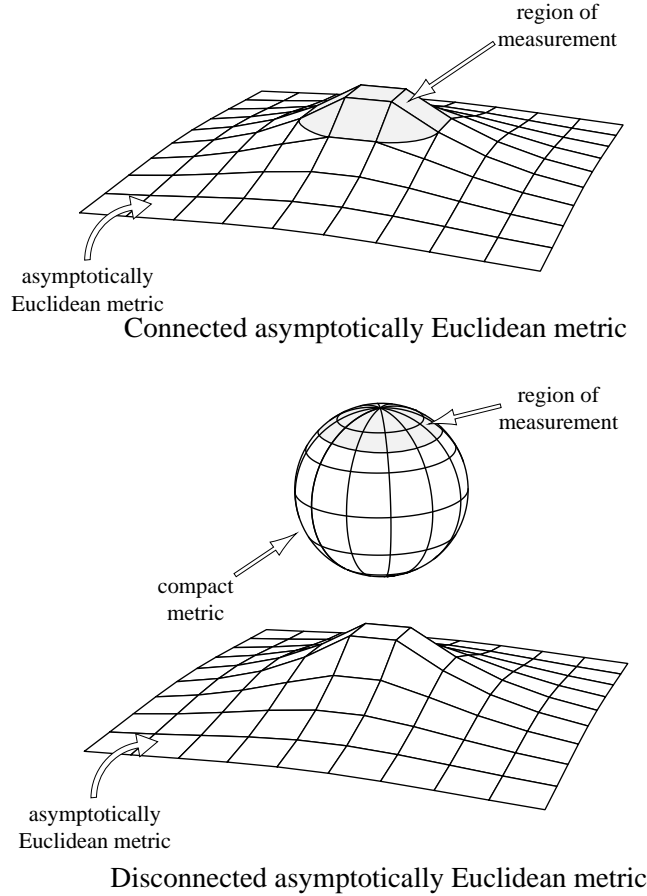 region of
measurement
asymptotically
Euclidean metric
Connected asymptotically Euclidean metric
region of
measurement
compact
metric
asymptotically
Euclidean metric
Disconnected asymptotically Euclidean metric